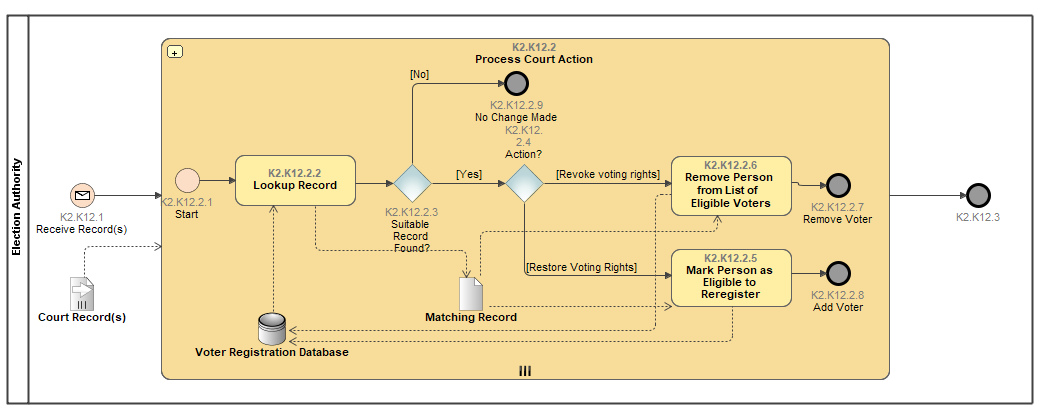 Election Authority
K2.K12.2
Process Court Action
[No]
K2.K12.2.9
No Change Made
K2.K12.
2.4
Action?
K2.K12.2.2
Lookup Record
[Yes]
[Revoke voting rights]
K2.K12.2.6
Remove Person
from List of
Eligible Voters
K2.K12.2.1
Start
K2.K12.2.3
Suitable
Record
Found?
K2.K12.2.7
Remove Voter
K2.K12.1
Receive Record(s)
K2.K12.3
[Restore Voting Rights]
K2.K12.2.5
Mark Person as
Eligible to
Reregister
K2.K12.2.8
Add Voter
Court Record(s)
Matching Record
Voter Registration Database